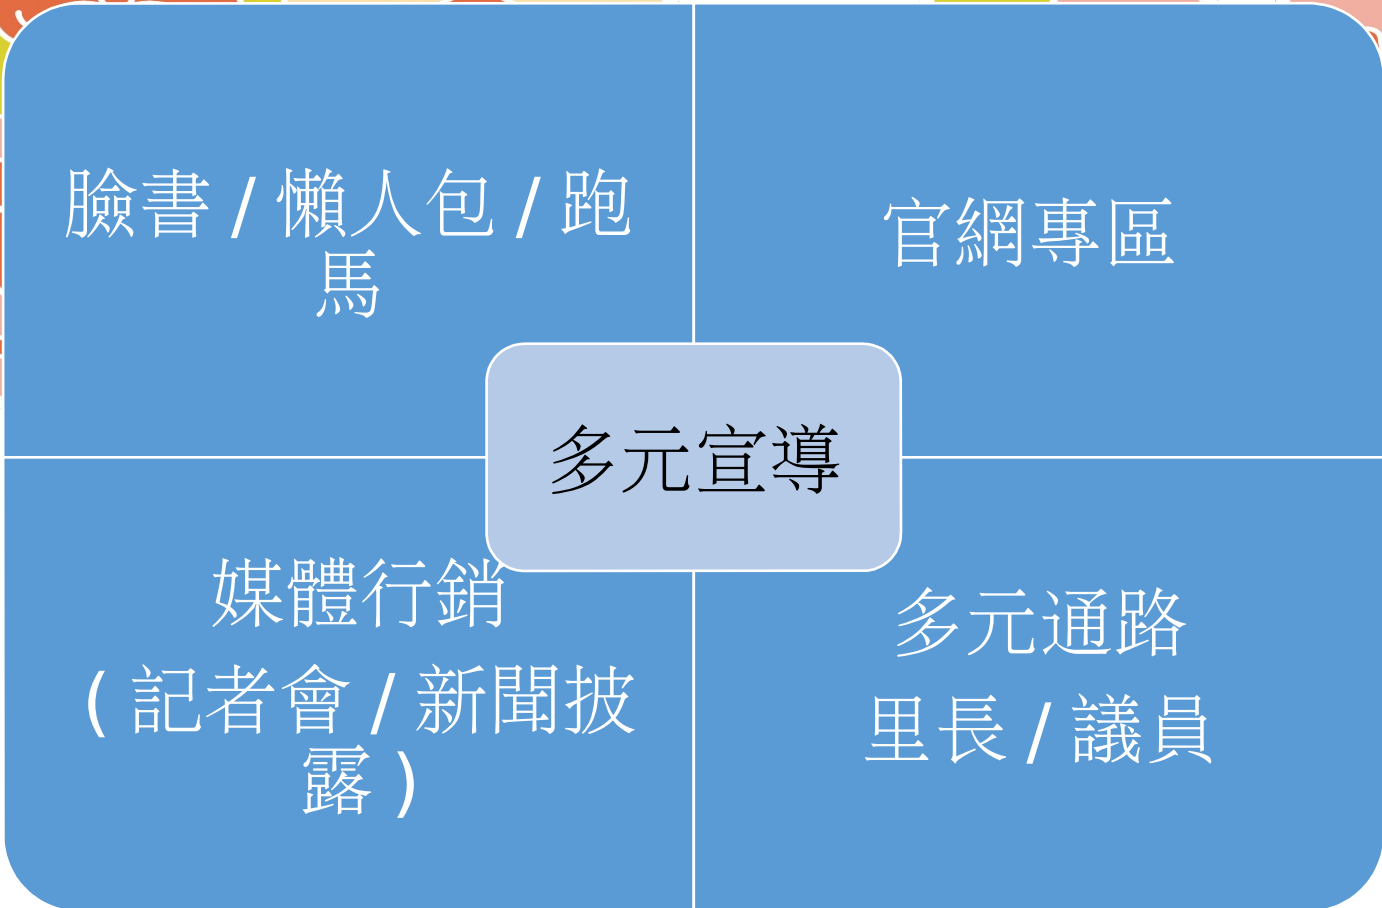 臉書 / 懶人包 / 跑
馬
官網專區
多元宣導
媒體行銷
( 記者會 / 新聞披
露 )
多元通路
里長 / 議員